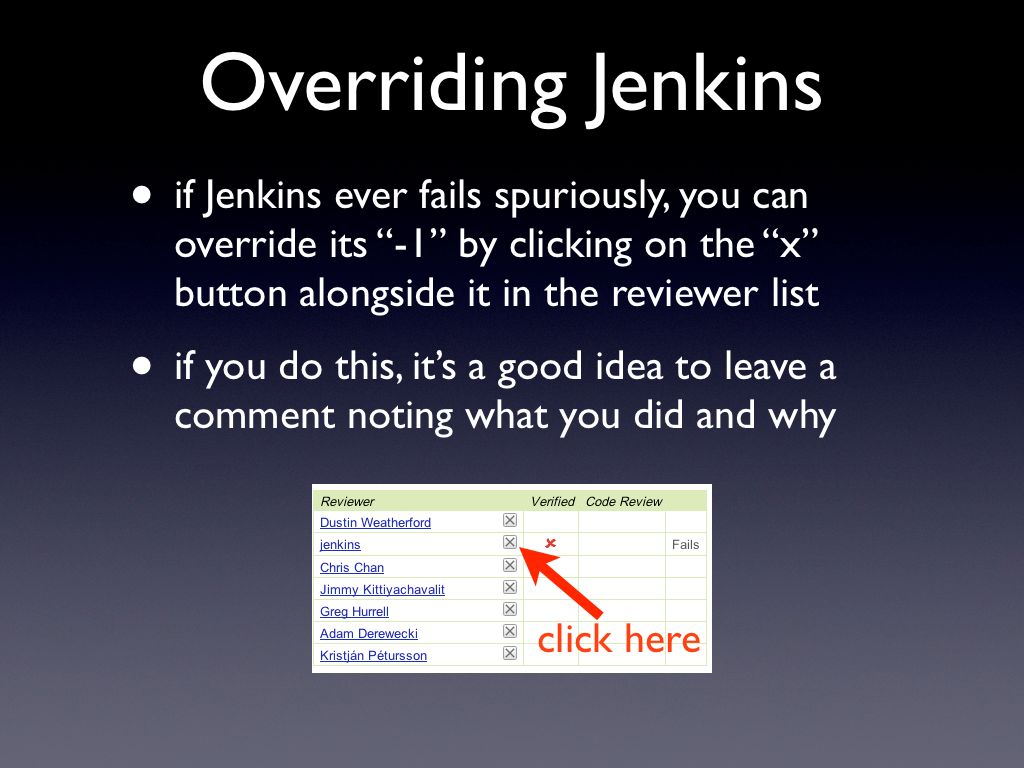 Overriding Jenkins
• if Jenkins ever fails spuriously, you can
override its “-1” by clicking on the “x”
button alongside it in the reviewer list
• if you do this, it’s a good idea to leave a
comment noting what you did and why
Reviewer Verified Code Review
Dustin Weatherford
jenkins Fails
Chris Chan
Jimmy Kittiyachavalit
Greg Hurrell
Adam Derewecki
click here
Kristján Pétursson